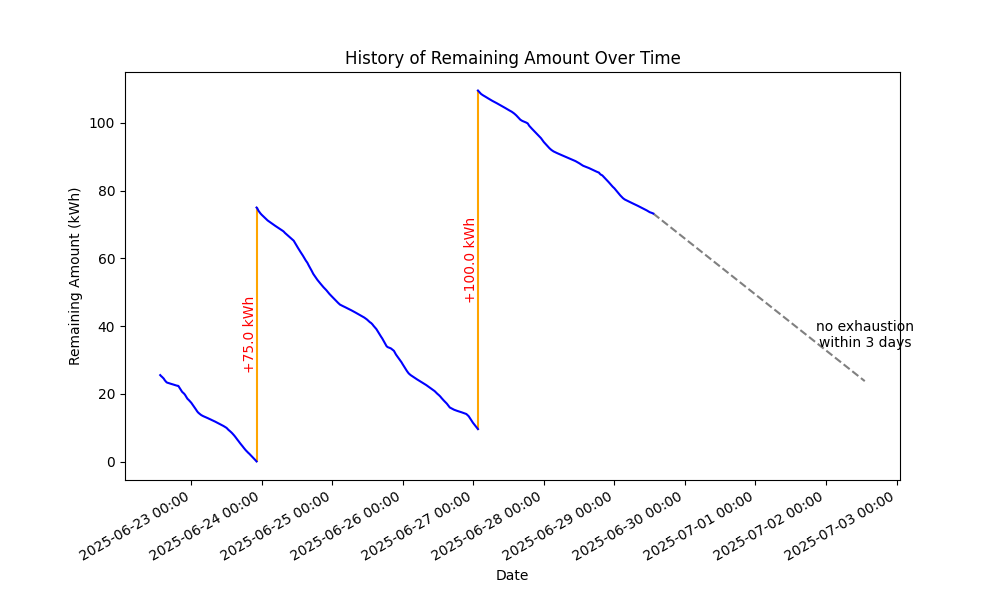 History of Remaining Amount Over Time
Remaining Amount (kWh)
100
80
60
40
20
0
+75.0 kWh
+100.0 kWh
no exhaustion
within 3 days
2025-06-23 00:00
2025-06-24 00:00
2025-06-25 00:00
2025-06-26 00:00
2025-06-27 00:00
2025-06-28 00:00
2025-06-29 00:00
2025-06-30 00:00
2025-07-01 00:00
2025-07-02 00:00
2025-07-03 00:00
Date